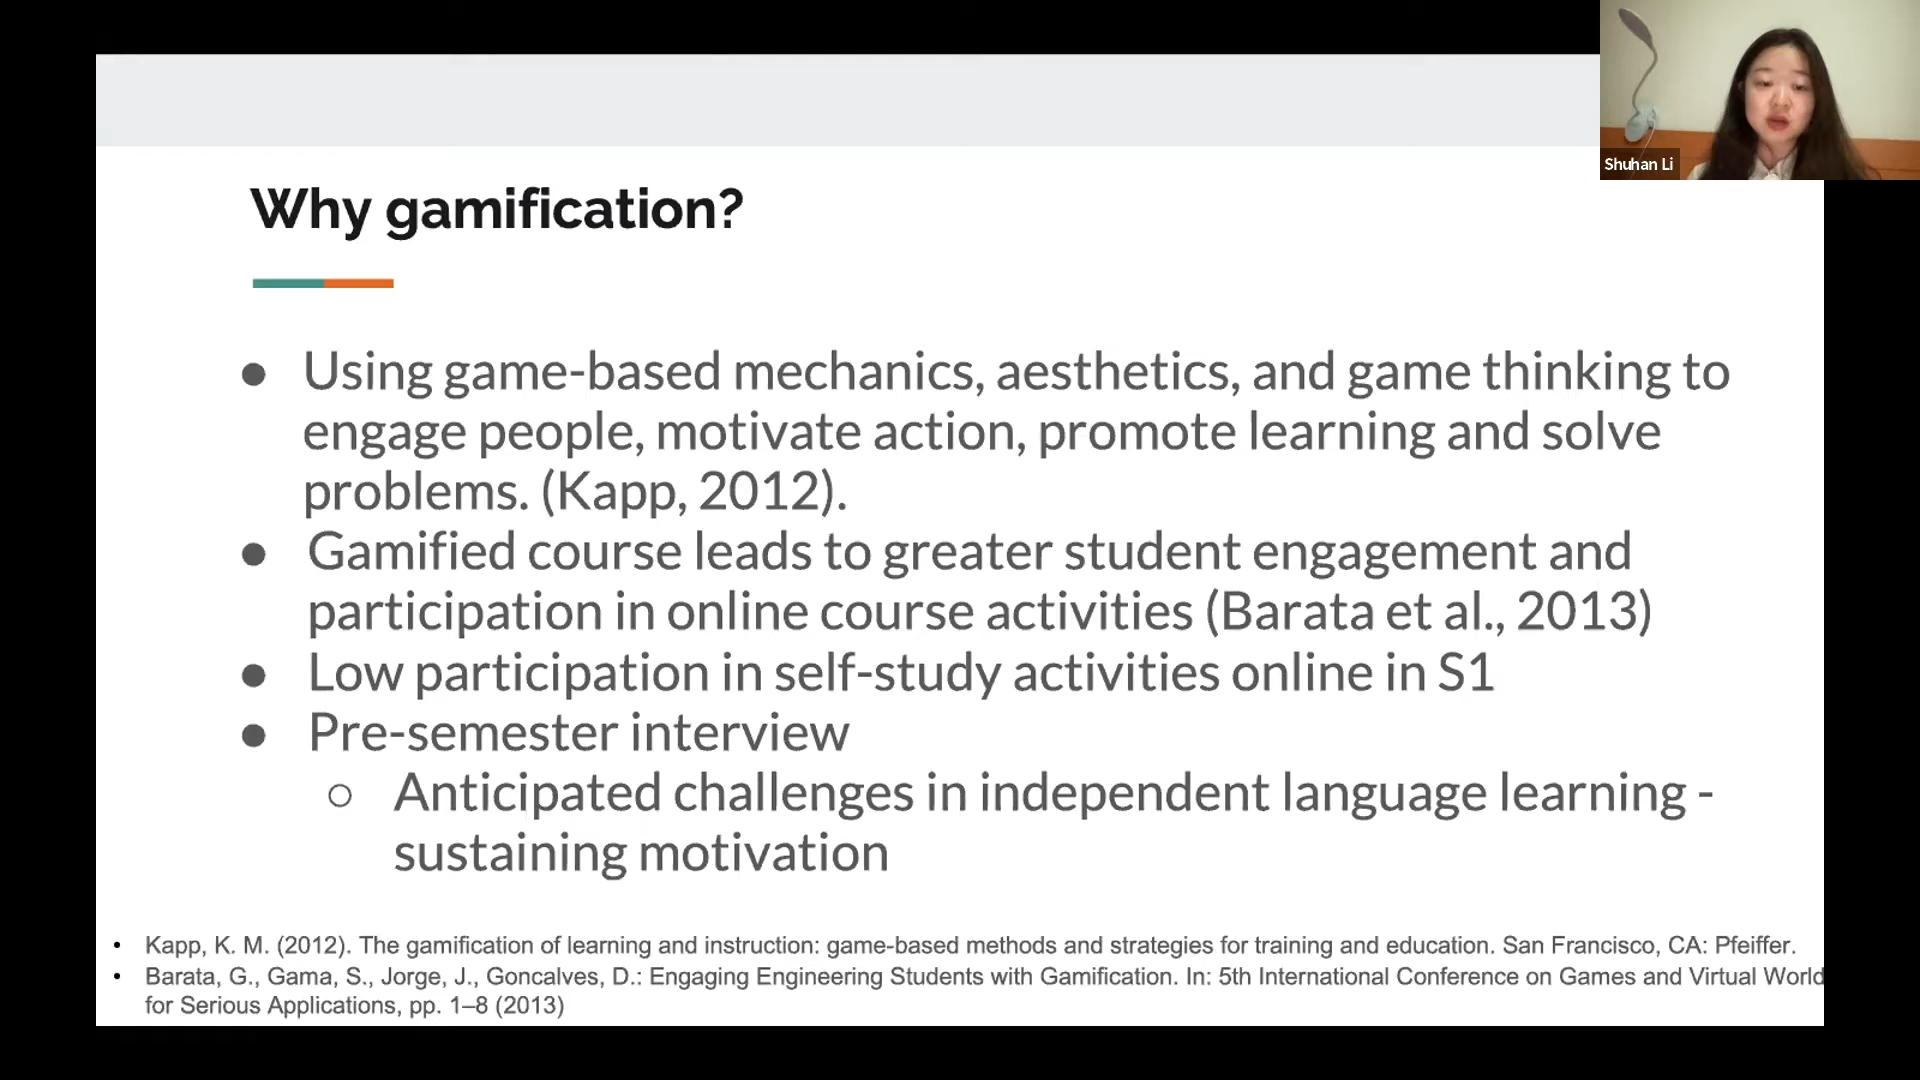 Shuhan Li
Why gamification?
● Using game-based mechanics, aesthetics, and game thinking to
engage people, motivate action, promote learning and solve
problems. (Kapp, 2012).
● Gamified course leads to greater student engagement and
participation in online course activities (Barata et al., 2013)
● Low participation in self-study activities online in S1
● Pre-semester interview
○ Anticipated challenges in independent language learning -
sustaining motivation
• Kapp, K. M. (2012). The gamification of learning and instruction: game-based methods and strategies for training and education. San Francisco, CA: Pfeiffer.
• Barata, G., Gama, S., Jorge, J., Goncalves, D.: Engaging Engineering Students with Gamification. In: 5th International Conference on Games and Virtual World
for Serious Applications, pp. 1–8 (2013)